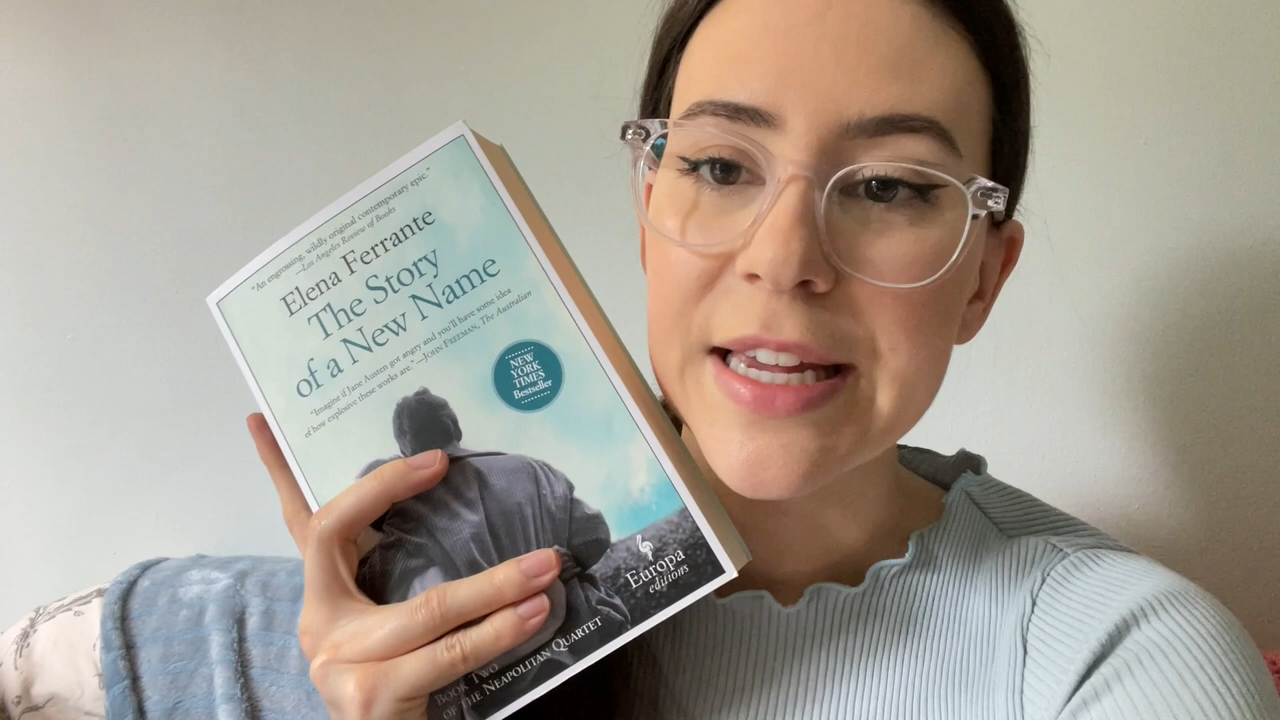 "An engrossing, wildly original contemporary epic."
—Los Angeles Review of Books
Elena Ferrante
The Story
of a New Name
"Imagine if Jane Austen got angry and you'll have some idea
of how explosive these works are."—JOHN FREEMAN, The Australian
NEW
YORK
TIMES
Bestseller
Europa
editions
BOOK TWO
OF THE NEAPOLITAN QUARTET